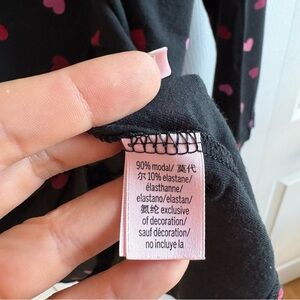 90% modal/ 莫代
尔 10% elastane/
élasthanne/
elastano/elastan/
氨纶 exclusive
of decoration/
sauf décoration/
no incluye la